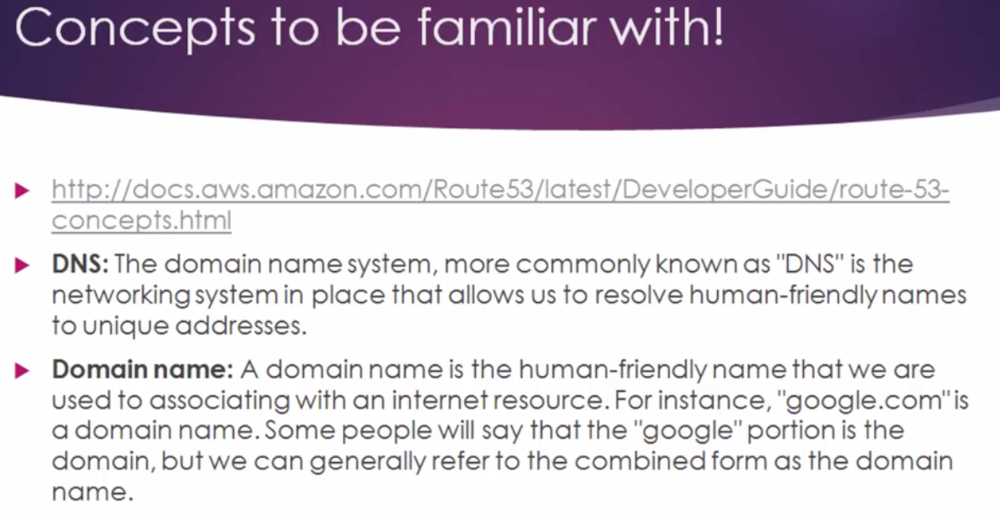 Concepts to be familiar with!
http://docs.aws.amazon.com/Route53/latest/DeveloperGuide/route-53-
concepts.html
DNS: The domain name system, more commonly known as "DNS" is the
networking system in place that allows us to resolve human-friendly names
to unique addresses.
Domain name: A domain name is the human-friendly name that we are
used to associating with an internet resource. For instance, "google.com" is
a domain name. Some people will say that the "google" portion is the
domain, but we can generally refer to the combined form as the domain
name.